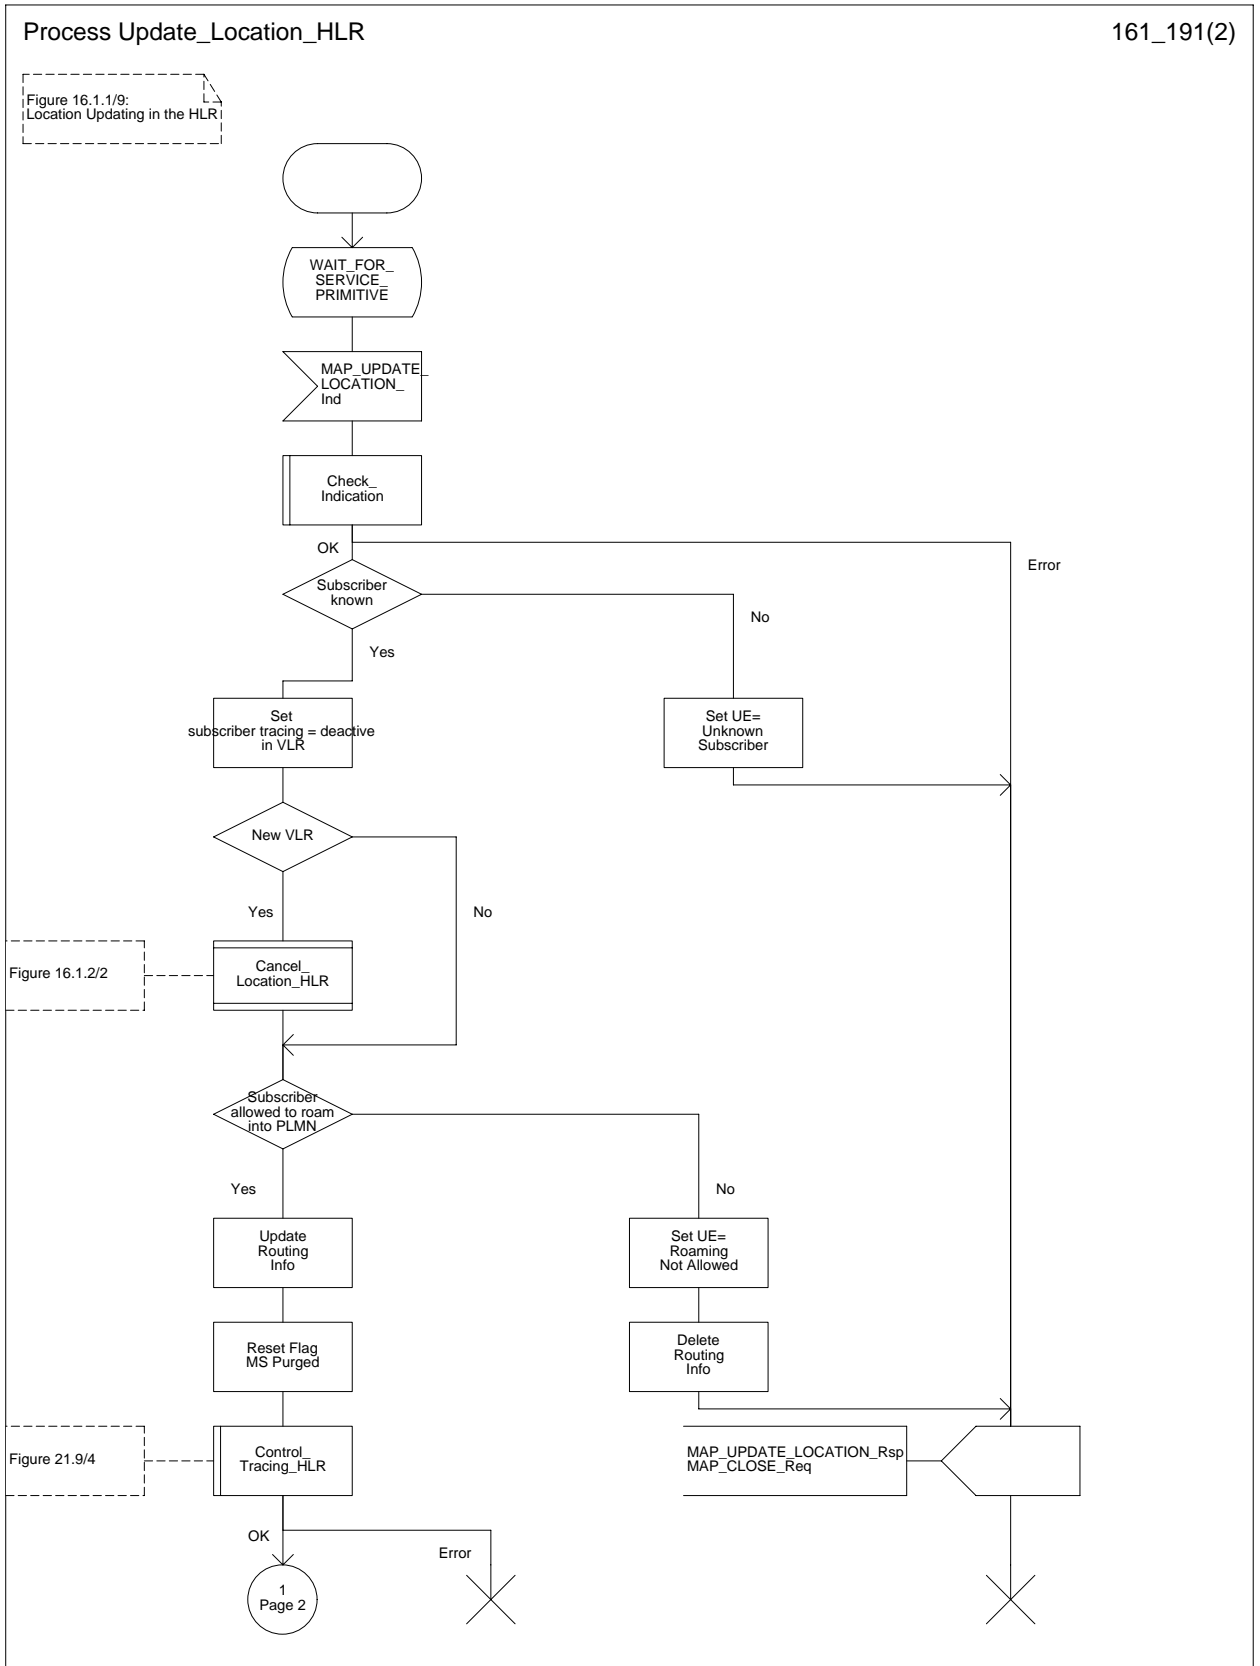 Process Update_Location_HLR
161_191(2)
Figure 16.1.1/9:
Location Updating in the HLR
WAIT_FOR_
SERVICE_
PRIMITIVE
MAP_UPDATE_
LOCATION_
Ind
Check_
Indication
OK
Error
Subscriber
known
No
Yes
Set
subscriber tracing = deactive
in VLR
Set UE=
Unknown
Subscriber
New VLR
Yes
No
Figure 16.1.2/2
Cancel_
Location_HLR
Subscriber
allowed to roam
into PLMN
Yes
No
Update
Routing
Info
Set UE=
Roaming
Not Allowed
Reset Flag
MS Purged
Delete
Routing
Info
Figure 21.9/4
Control_
Tracing_HLR
MAP_UPDATE_LOCATION_Rsp
MAP_CLOSE_Req
OK
Error
1
Page 2